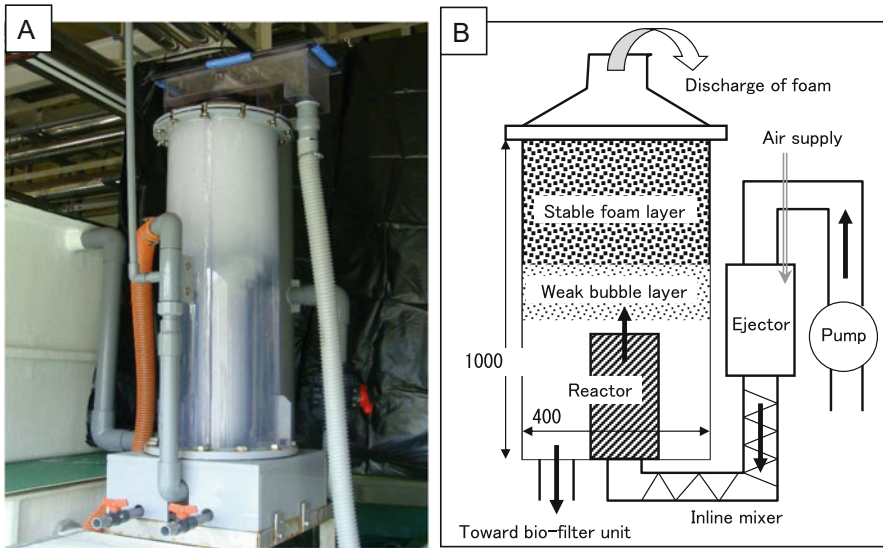 A
B
Discharge of foam
Air supply
Stable foam layer
Weak bubble layer
Ejector
Pump
1000
Reactor
400
Inline mixer
Toward bio-filter unit